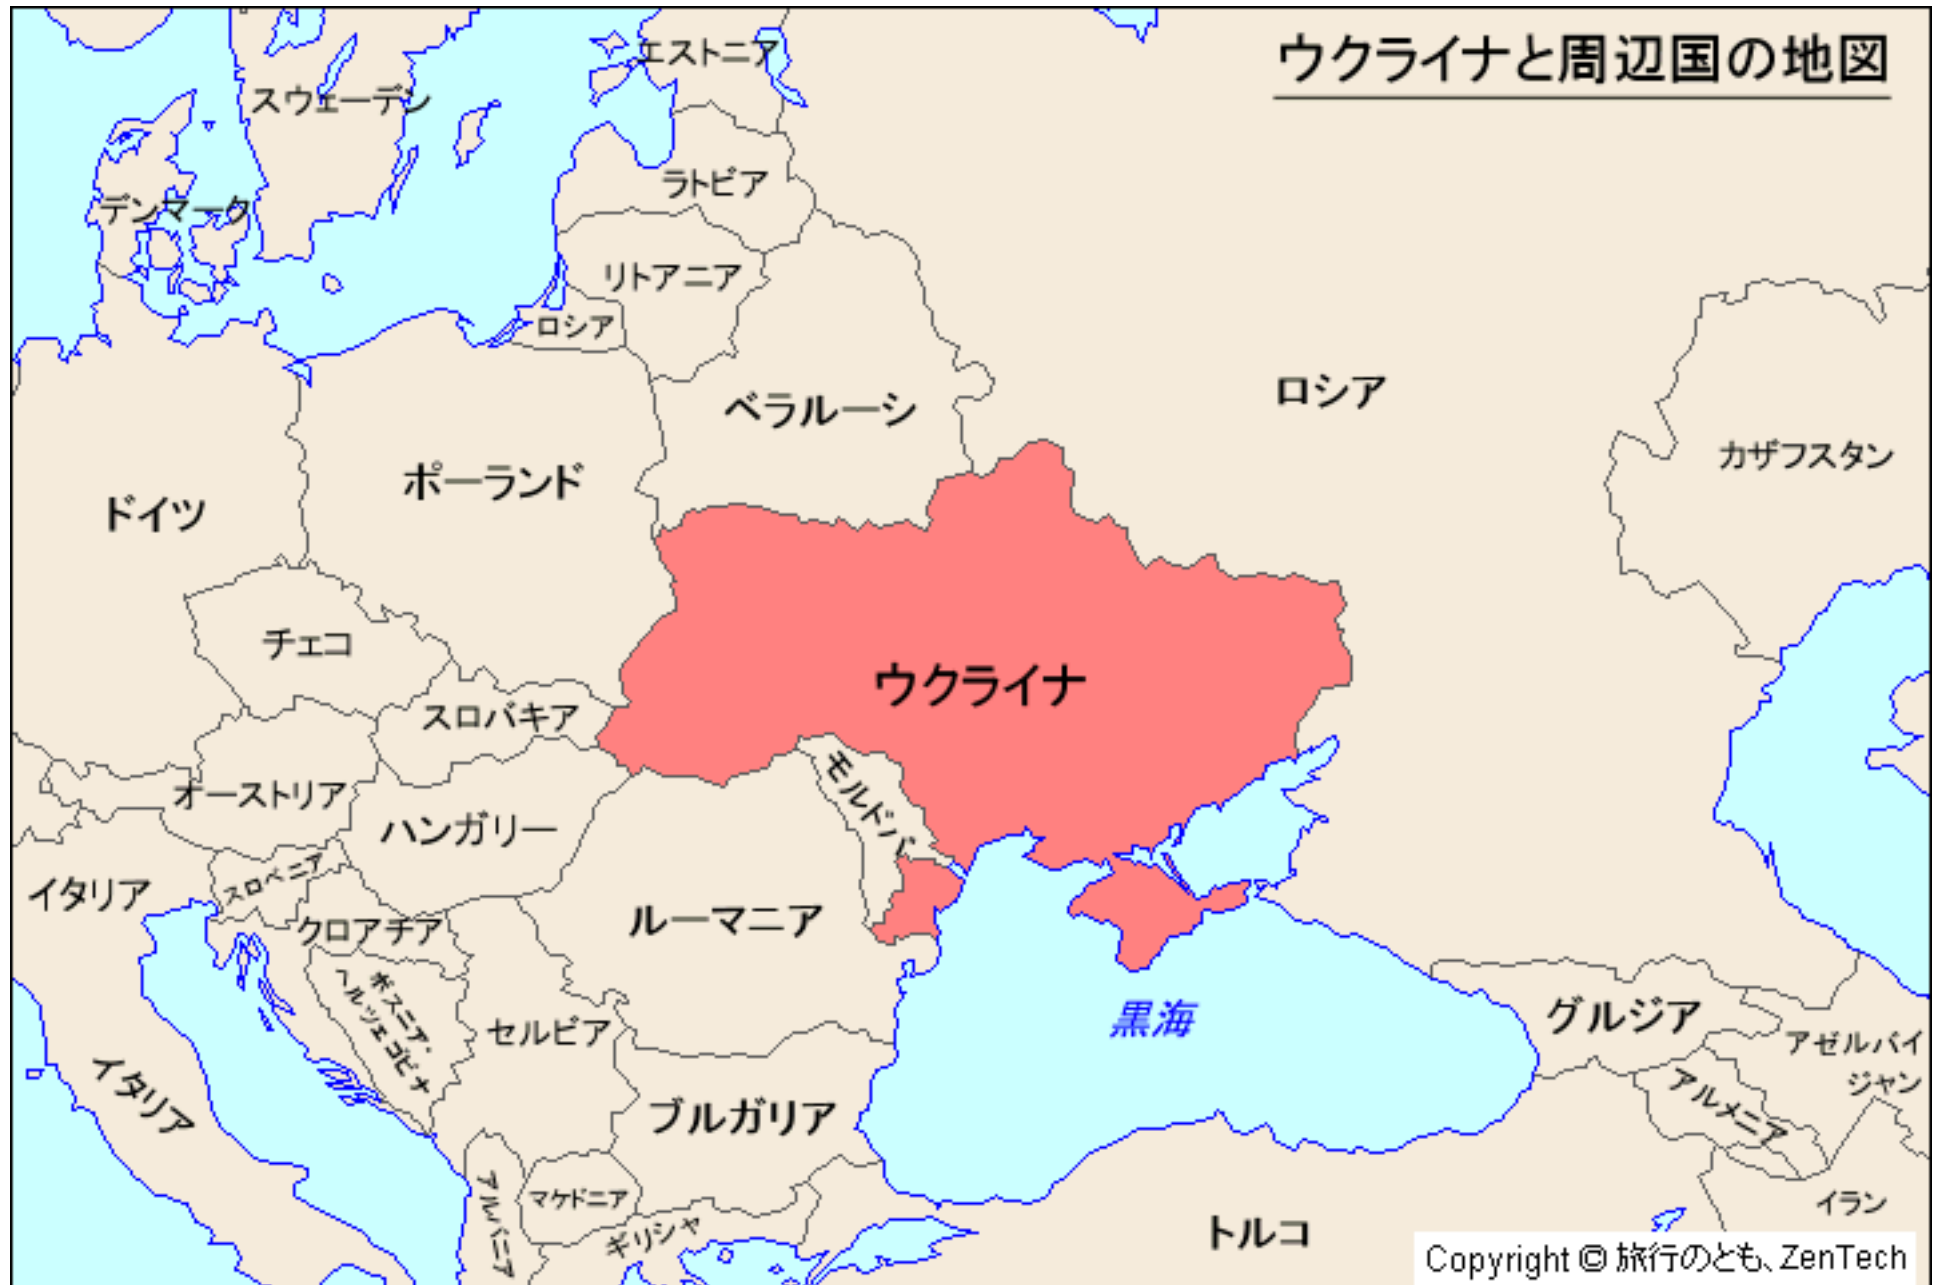 ウクライナと周辺国の地図
エストニア
スウェーデン
ラトビア
デンマーク
リトアニア
ロシア
ロシア
ベラルーシ
カザフスタン
ポーランド
ドイツ
チェコ
ウクライナ
スロバキア
オーストリア
モルドバ
ハンガリー
スロベニア
イタリア
クロアチア
ルーマニア
ボスニア・
ヘルツェゴビナ
セルビア
黒海
グルジア
アゼルバイ
ジャン
アルメニア
イタリア
ブルガリア
アルバニア
マケドニア
ギリシャ
トルコ
イラン
Copyright © 旅行のとも、ZenTech